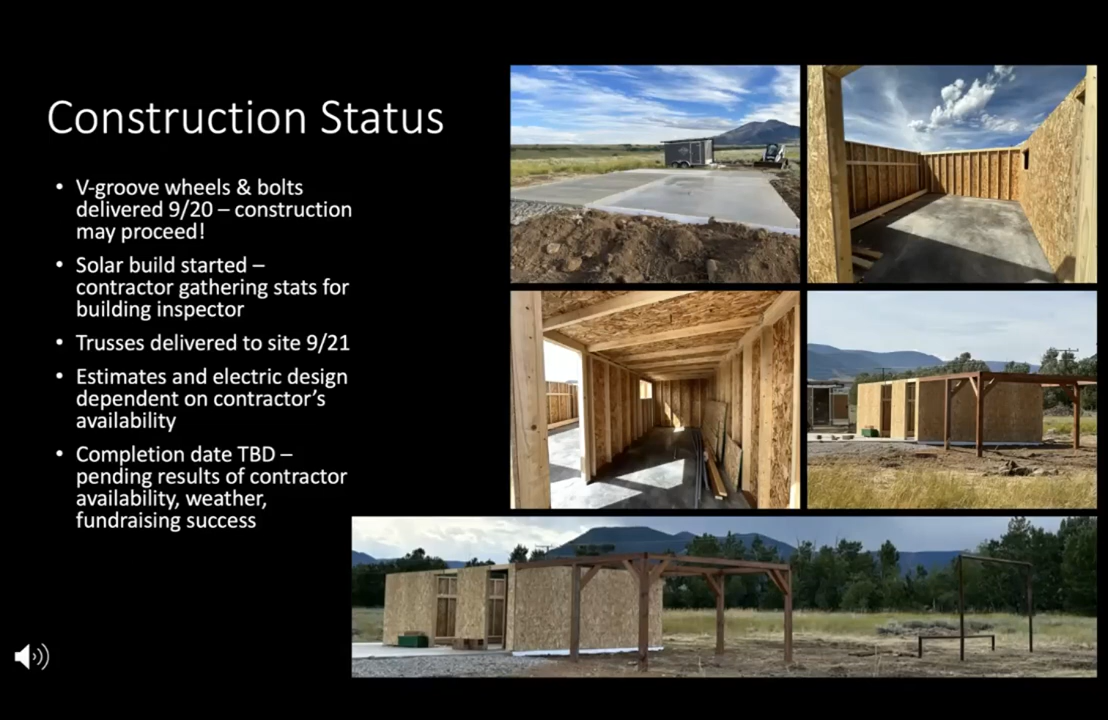 Construction Status
• V-groove wheels & bolts
delivered 9/20 – construction
may proceed!
• Solar build started –
contractor gathering stats for
building inspector
• Trusses delivered to site 9/21
• Estimates and electric design
dependent on contractor’s
availability
• Completion date TBD –
pending results of contractor
availability, weather,
fundraising success